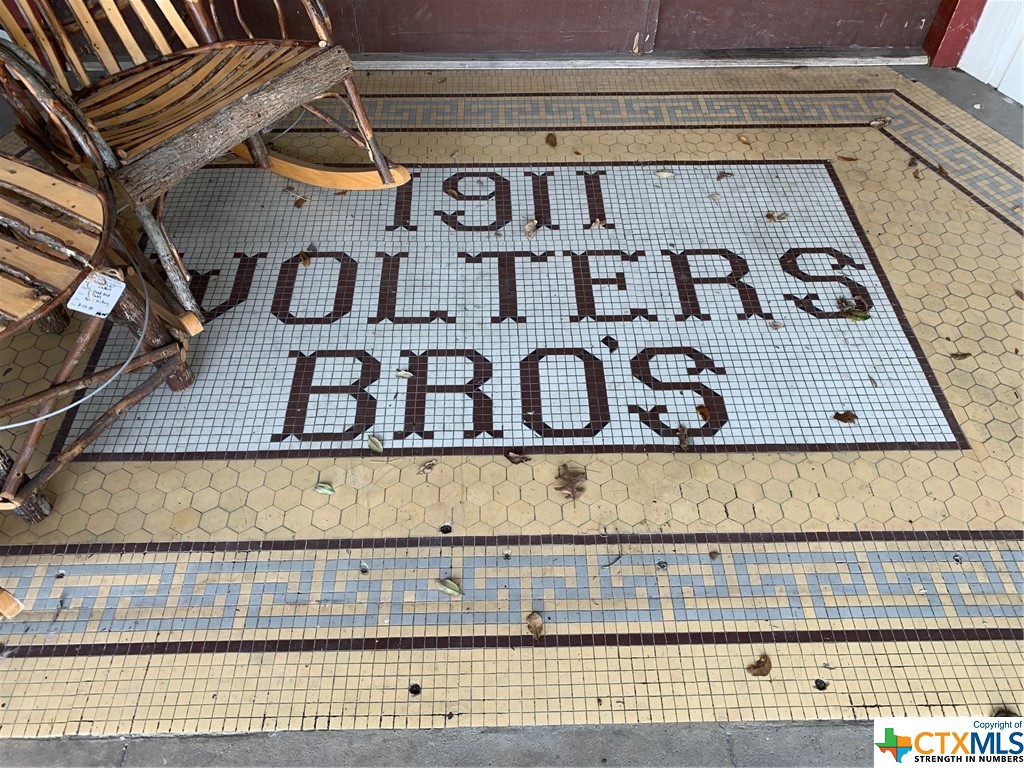 1911
WOLTERS
BRO'S
Copyright of
CTXMLS
STRENGTH IN NUMBERS